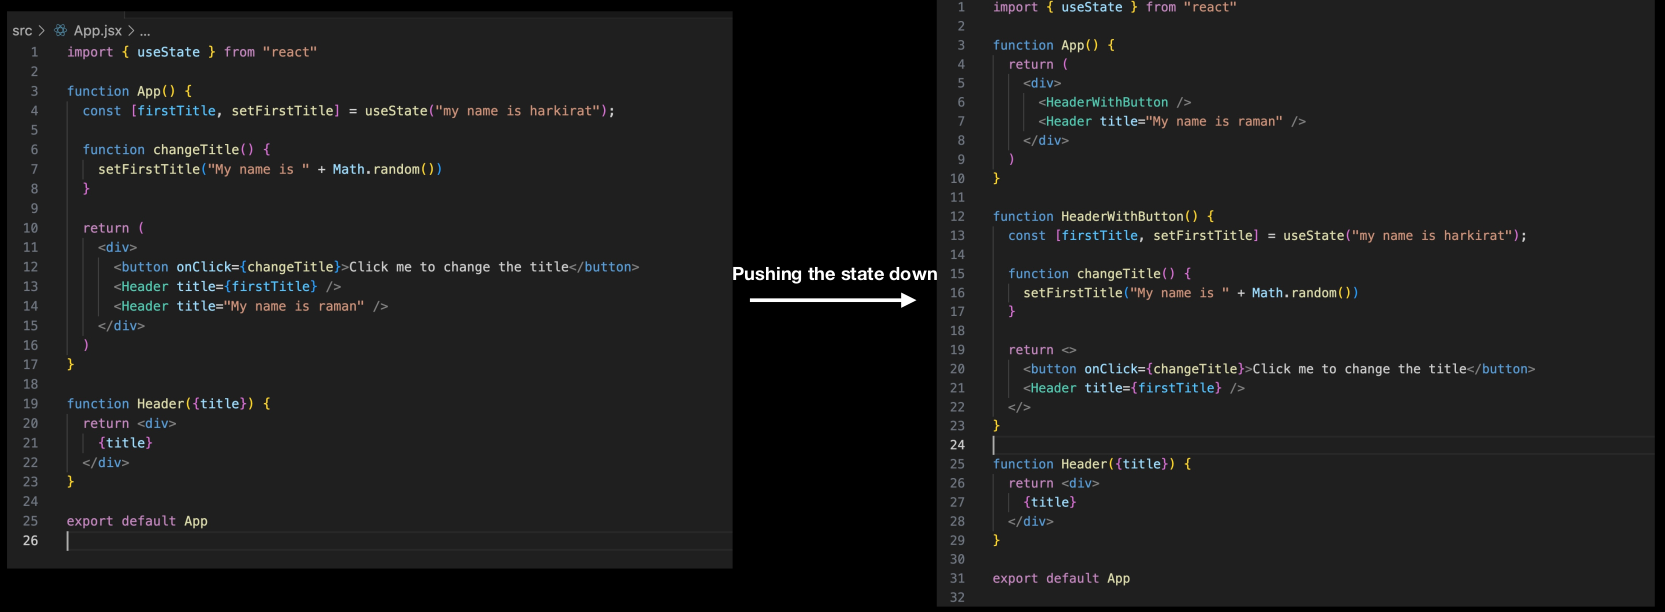 src > App.jsx > ...
1 import { useState } from "react"
2
3 function App() {
4   const [firstTitle, setFirstTitle] = useState("my name is harkirat");
5
6   function changeTitle() {
7     setFirstTitle("My name is " + Math.random())
8   }
9
10   return (
11     <div>
12       <button onClick={changeTitle}>Click me to change the title</button>
13       <Header title={firstTitle} />
14       <Header title="My name is raman" />
15     </div>
16   )
17 }
18
19 function Header({title}) {
20   return <div>
21     {title}
22   </div>
23 }
24
25 export default App
26
Pushing the state down
1 import { useState } from "react"
2
3 function App() {
4   return (
5     <div>
6       <HeaderWithButton />
7       <Header title="My name is raman" />
8     </div>
9   )
10 }
11
12 function HeaderWithButton() {
13   const [firstTitle, setFirstTitle] = useState("my name is harkirat");
14
15   function changeTitle() {
16     setFirstTitle("My name is " + Math.random())
17   }
18
19   return <>
20     <button onClick={changeTitle}>Click me to change the title</button>
21     <Header title={firstTitle} />
22   </>
23 }
24
25 function Header({title}) {
26   return <div>
27     {title}
28   </div>
29 }
30
31 export default App
32